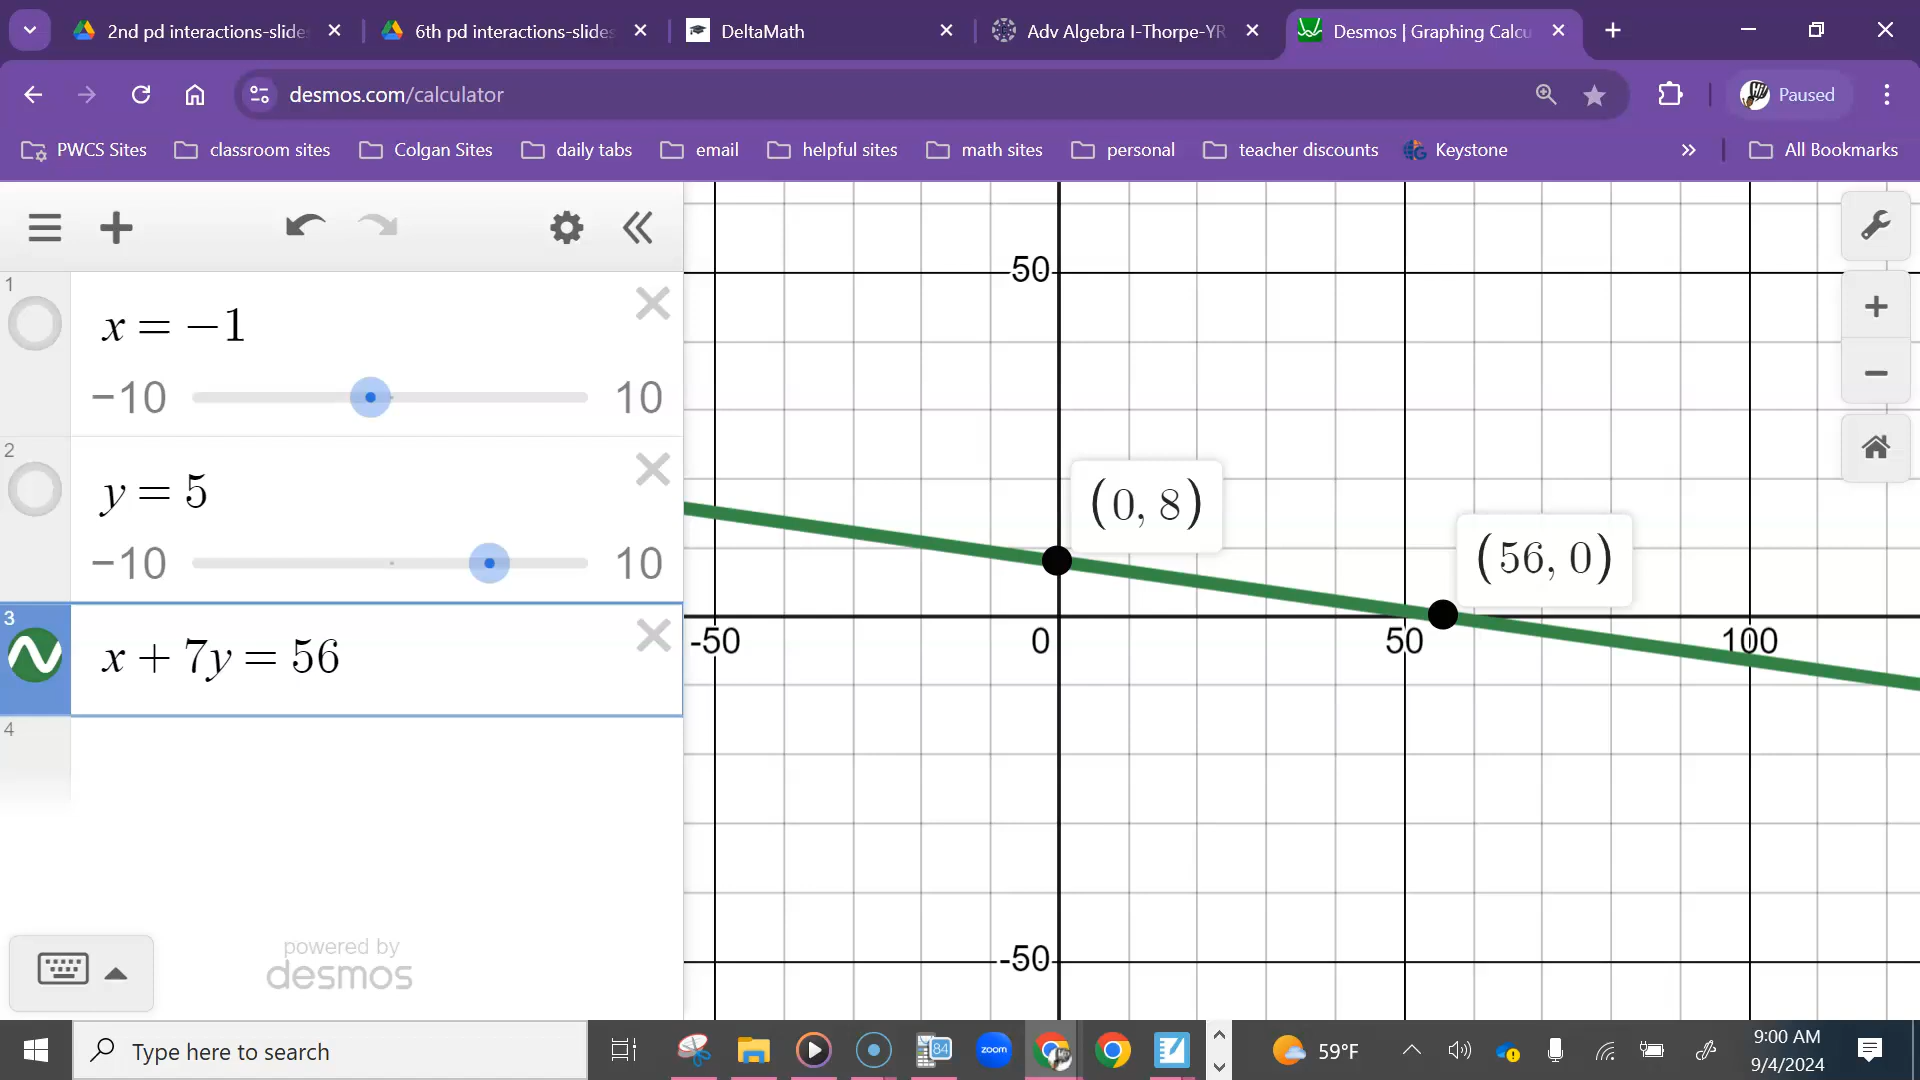 2nd pd interactions-slide
6th pd interactions-slides
DeltaMath
Adv Algebra I-Thorpe-YR
Desmos | Graphing Calcu
desmos.com/calculator
Paused
PWCS Sites
classroom sites
Colgan Sites
daily tabs
email
helpful sites
math sites
personal
teacher discounts
Keystone
»
All Bookmarks
1
x = −1
−10
10
2
y = 5
−10
10
3
x + 7y = 56
4
powered by
desmos
50
(0, 8)
(56, 0)
-50
0
50
100
-50
Type here to search
84
zoom
59°F
9:00 AM
9/4/2024